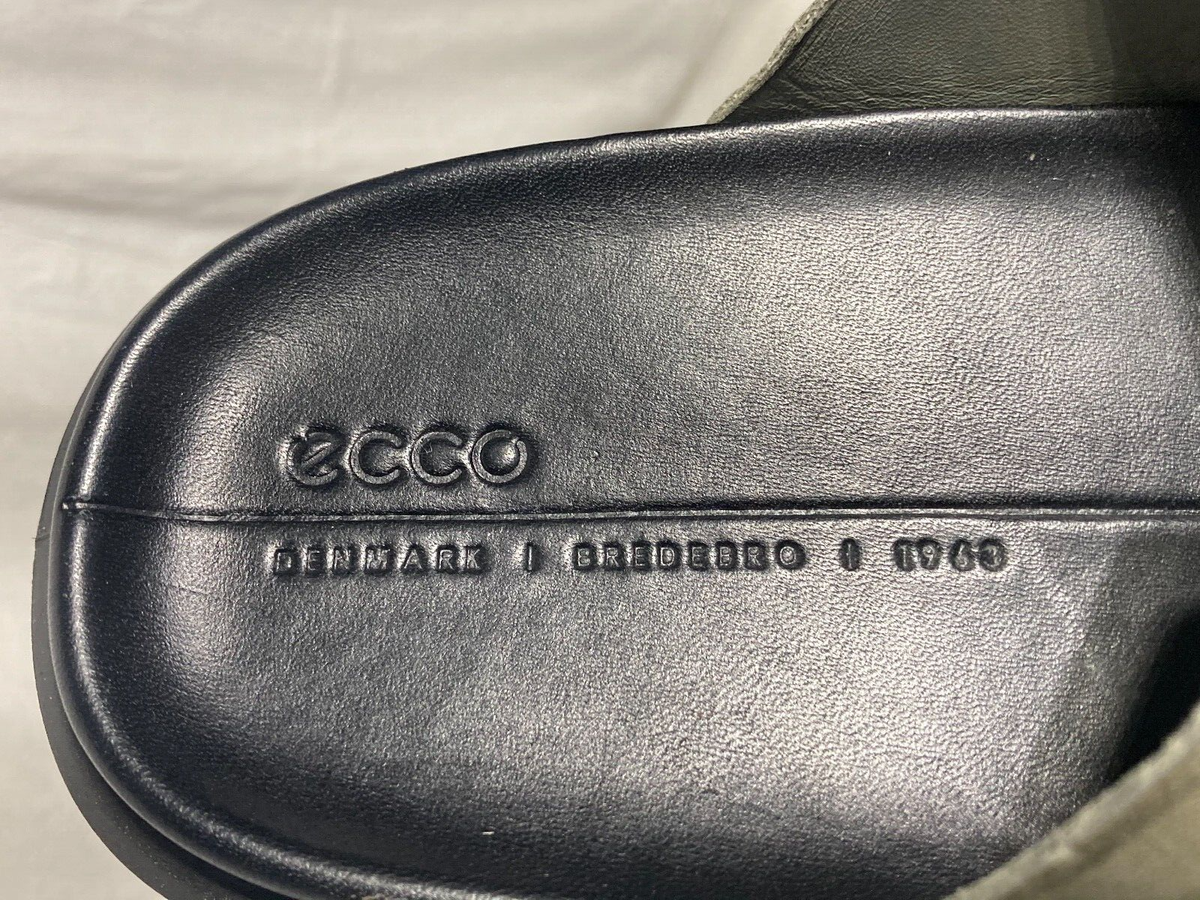 ecco
DENMARK | BREDEBRO | 1963